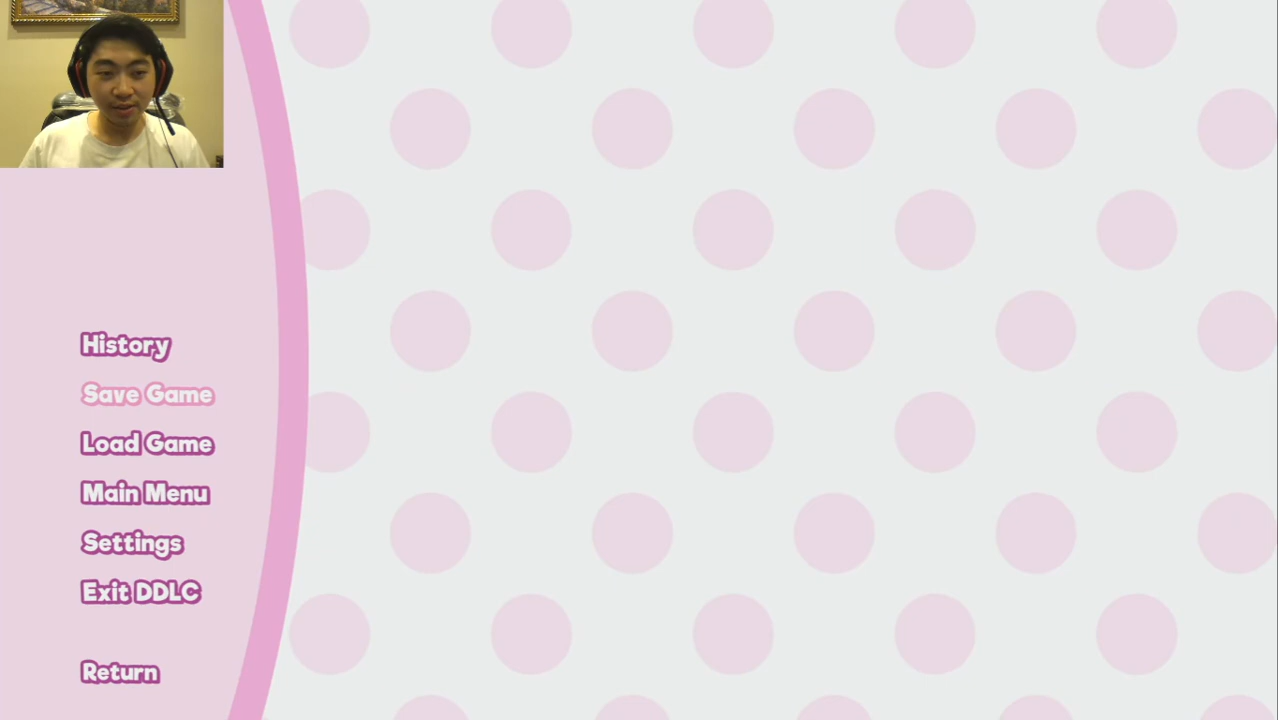 History
Save Game
Load Game
Main Menu
Settings
Exit DDLC
Return